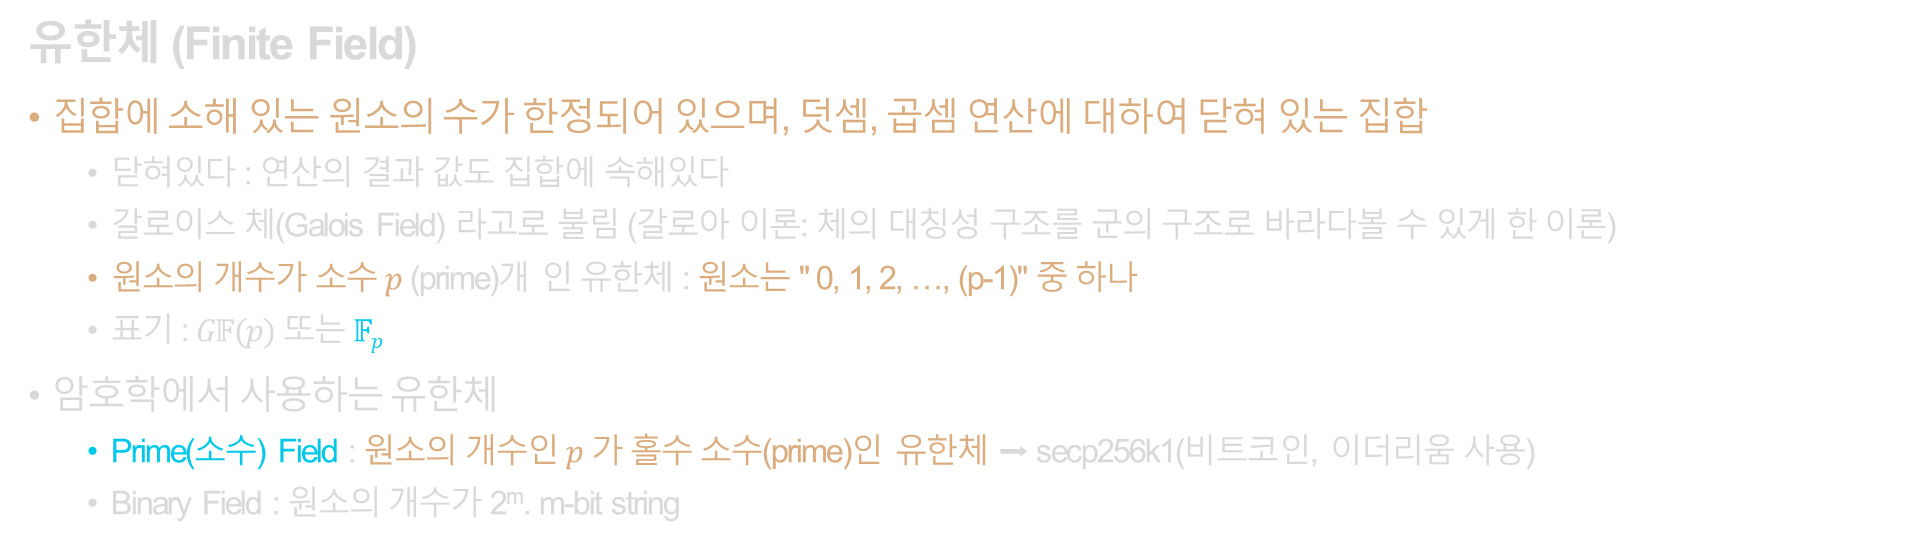 유한체 (Finite Field)
• 집합에 소해 있는 원소의 수가 한정되어 있으며, 덧셈, 곱셈 연산에 대하여 닫혀 있는 집합
• 닫혀있다 : 연산의 결과 값도 집합에 속해있다
• 갈로이스 체(Galois Field) 라고로 불림 (갈로아 이론: 체의 대칭성 구조를 군의 구조로 바라다볼 수 있게 한 이론)
• 원소의 개수가 소수 p (prime)개 인 유한체 : 원소는 " 0, 1, 2, …, (p-1)" 중 하나
• 표기 : G𝔽(p) 또는 𝔽ₚ
• 암호학에서 사용하는 유한체
• Prime(소수) Field : 원소의 개수인 p 가 홀수 소수(prime)인 유한체 ➞ secp256k1(비트코인, 이더리움 사용)
• Binary Field : 원소의 개수가 2ᵐ. m-bit string